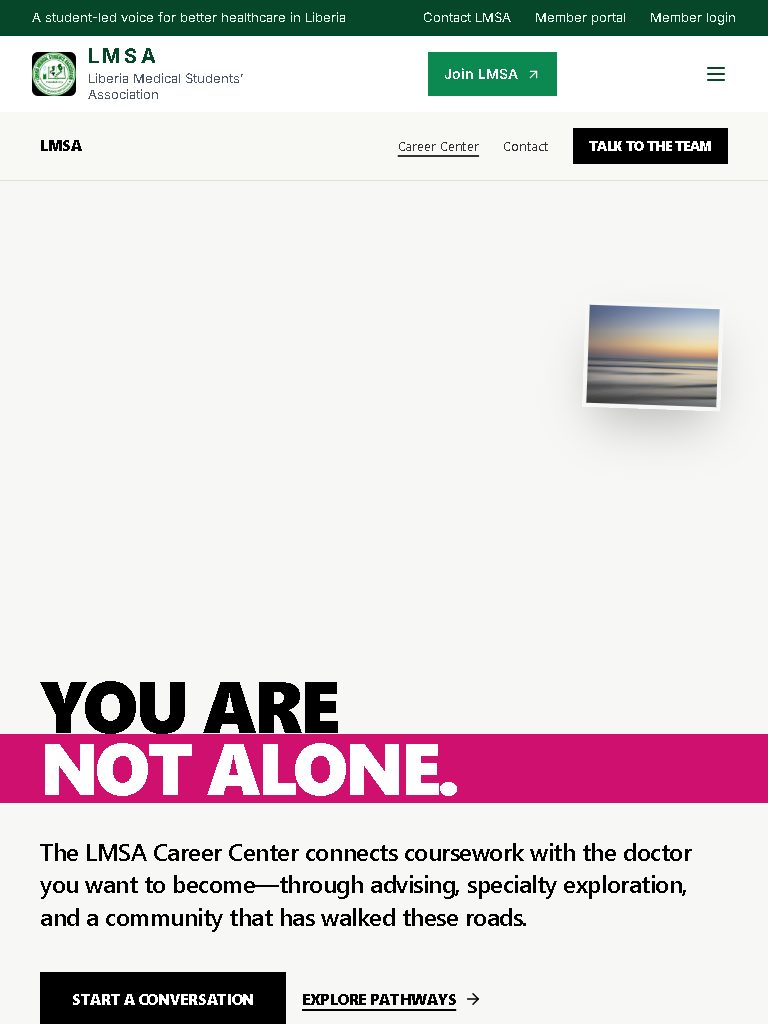 A student-led voice for better healthcare in Liberia
Contact LMSA
Member portal
Member login
LMSA
Liberia Medical Students'
Association
Join LMSA
LMSA
Career Center
Contact
TALK TO THE TEAM
YOU ARE
NOT ALONE.
The LMSA Career Center connects coursework with the doctor
you want to become—through advising, specialty exploration,
and a community that has walked these roads.
START A CONVERSATION
EXPLORE PATHWAYS